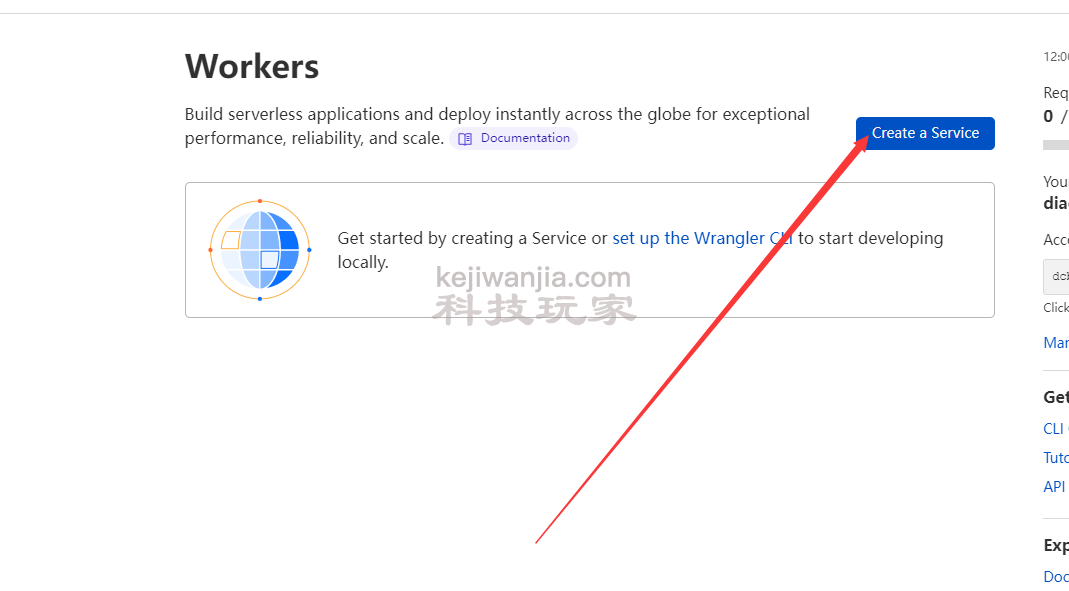 Workers
Build serverless applications and deploy instantly across the globe for exceptional
performance, reliability, and scale. Documentation
Create a Service
Get started by creating a Service or set up the Wrangler CLI to start developing
locally.
kejiwanjia.com
科技玩家
12:0
Req
0 /
You
dia
Acc
Click
Mar
Get
CLI
Tuto
API
Exp
Doc